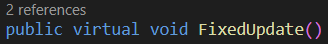 2 references
public virtual void FixedUpdate()